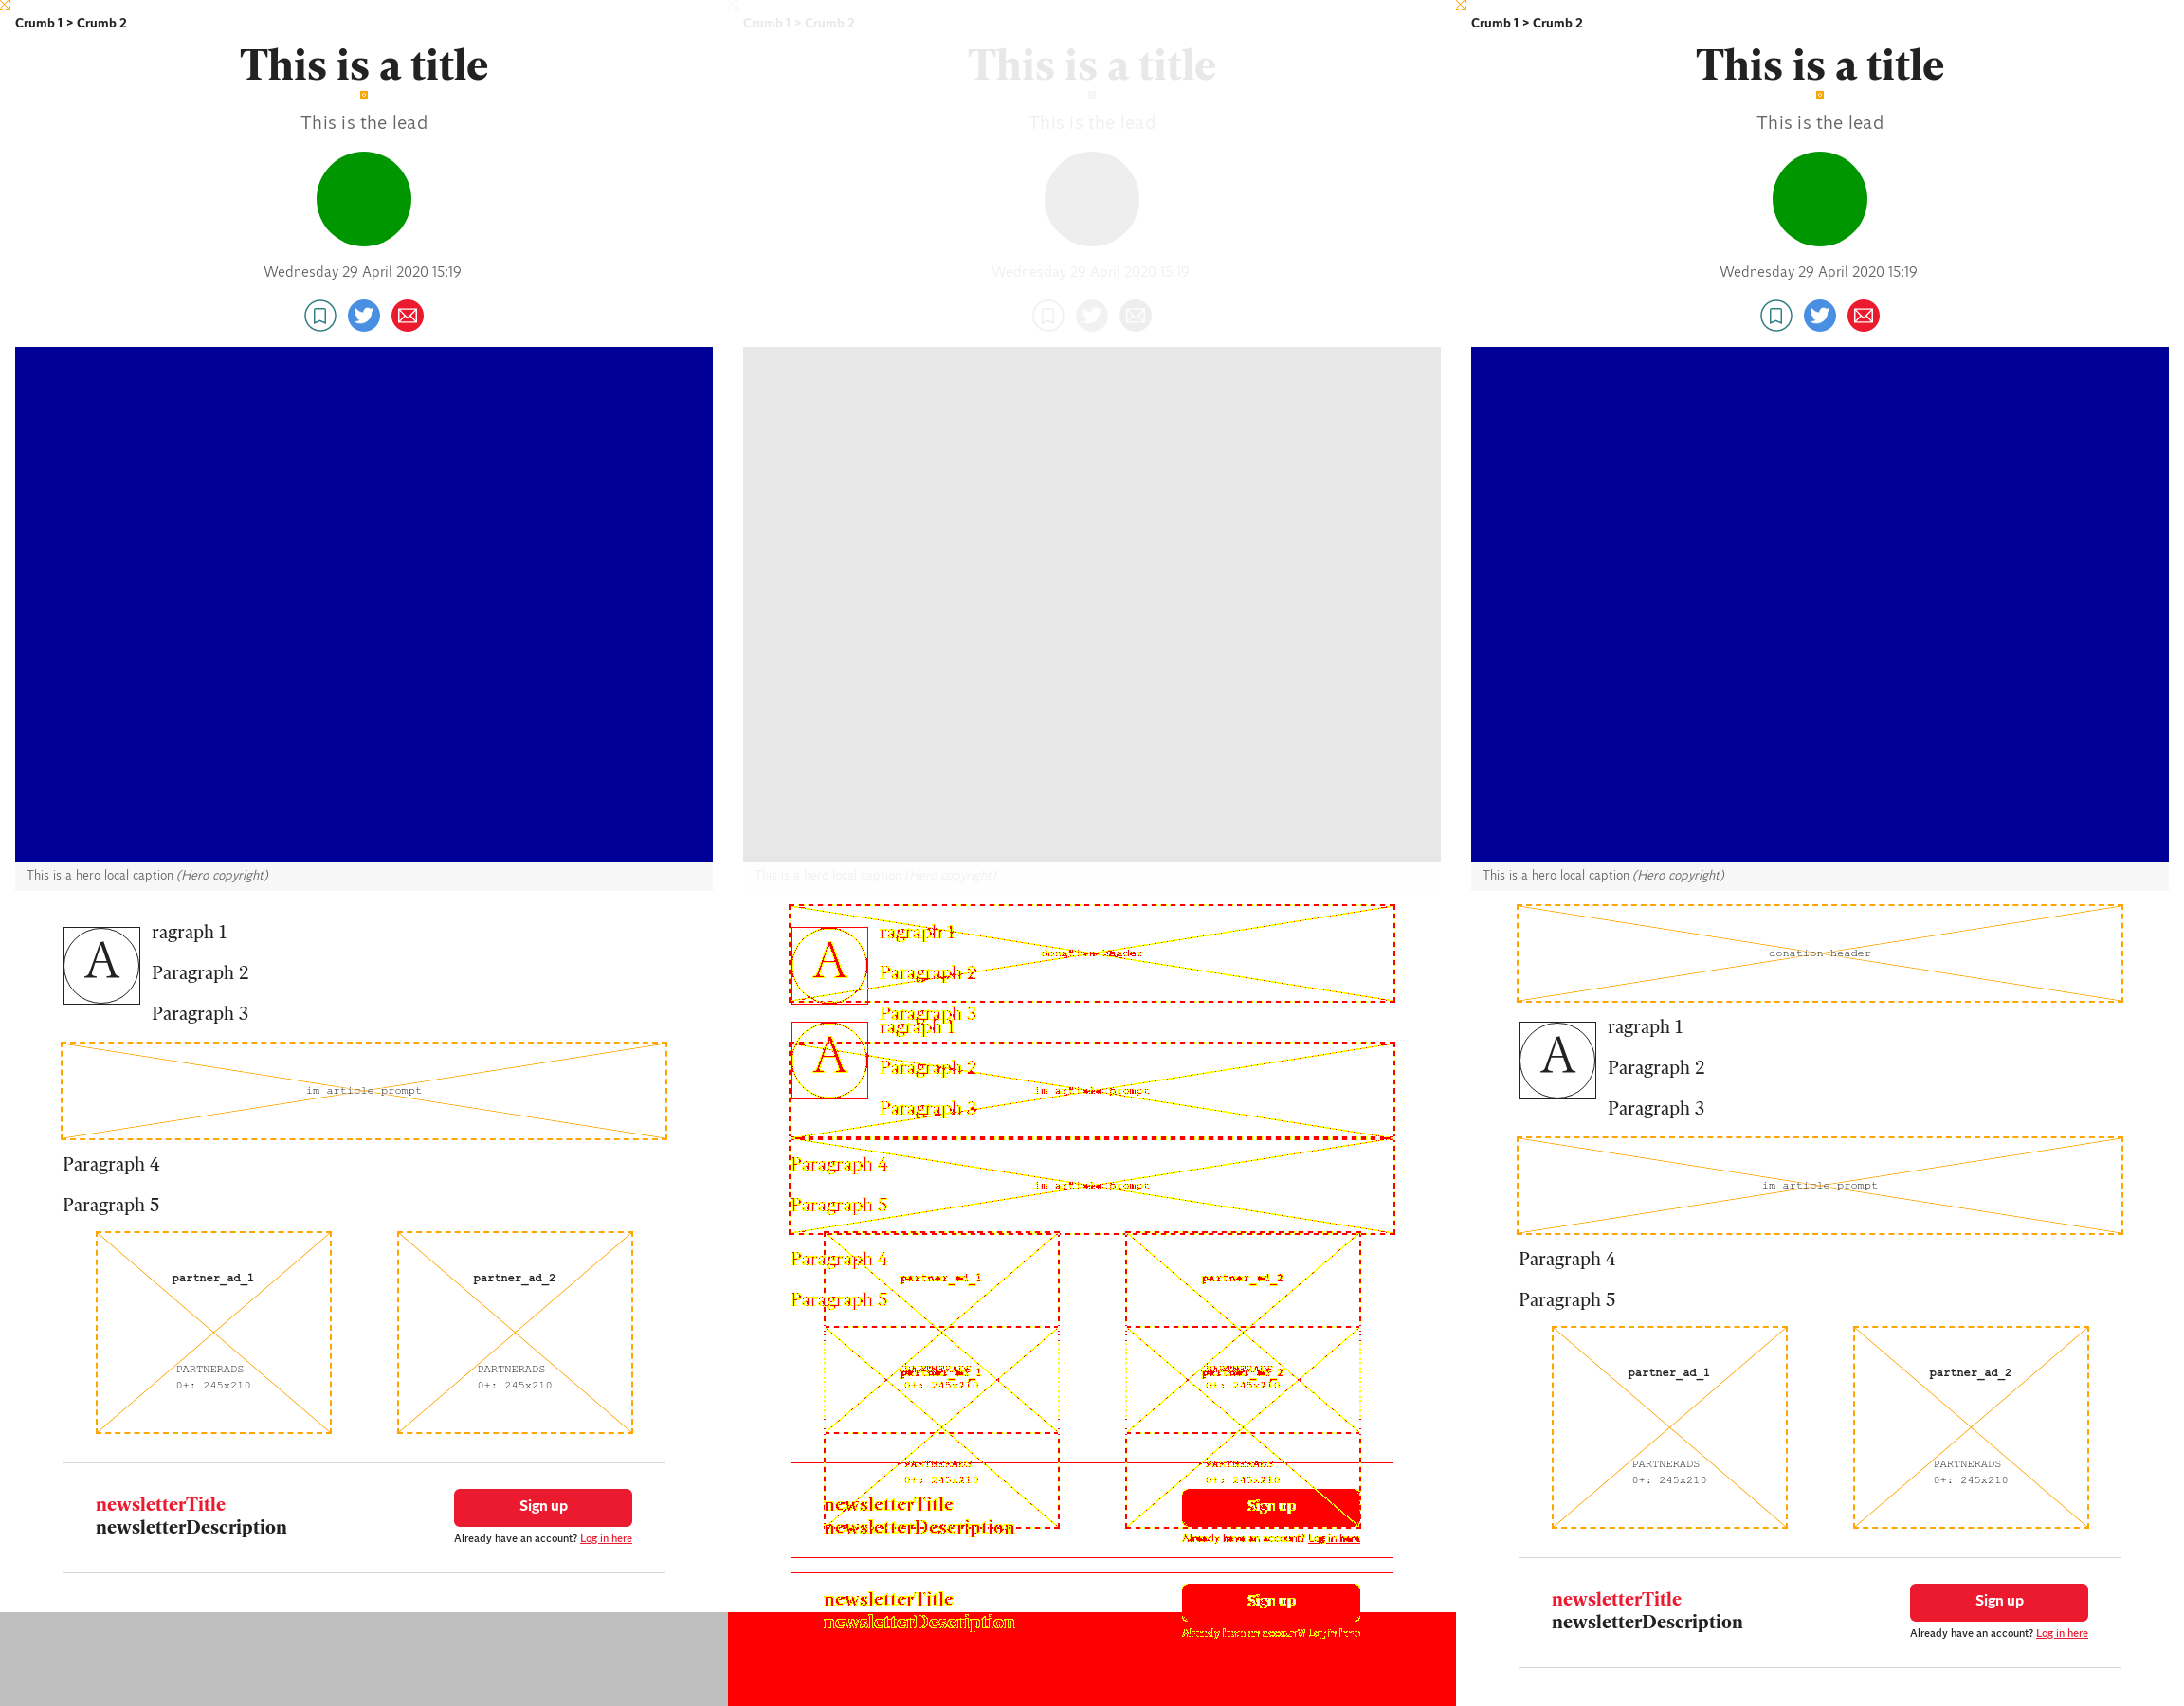 Crumb 1 > Crumb 2
This is a title
This is the lead
Wednesday 29 April 2020 15:19
This is a hero local caption (Hero copyright)
A
ragraph 1
Paragraph 2
Paragraph 3
im article prompt
Paragraph 4
Paragraph 5
partner_ad_1
PARTNERADS
0+: 245x210
partner_ad_2
PARTNERADS
0+: 245x210
newsletterTitle
newsletterDescription
Sign up
Already have an account? Log in here
Crumb 1 > Crumb 2
This is a title
This is the lead
Wednesday 29 April 2020 15:19
This is a hero local caption (Hero copyright)
donation header
A
ragraph 1
Paragraph 2
Paragraph 3
A
ragraph 1
Paragraph 2
Paragraph 3
im article prompt
Paragraph 4
im article prompt
Paragraph 5
Paragraph 4
Paragraph 5
partner_ad_1
partner_ad_2
partner_ad_1
partner_ad_2
0+: 245x210
0+: 245x210
PARTNERADS
0+: 245x210
PARTNERADS
0+: 245x210
newsletterTitle
newsletterDescription
Sign up
Already have an account? Log in here
newsletterTitle
newsletterDescription
Sign up
Already have an account? Log in here
Crumb 1 > Crumb 2
This is a title
This is the lead
Wednesday 29 April 2020 15:19
This is a hero local caption (Hero copyright)
donation header
A
ragraph 1
Paragraph 2
Paragraph 3
im article prompt
Paragraph 4
Paragraph 5
partner_ad_1
PARTNERADS
0+: 245x210
partner_ad_2
PARTNERADS
0+: 245x210
newsletterTitle
newsletterDescription
Sign up
Already have an account? Log in here